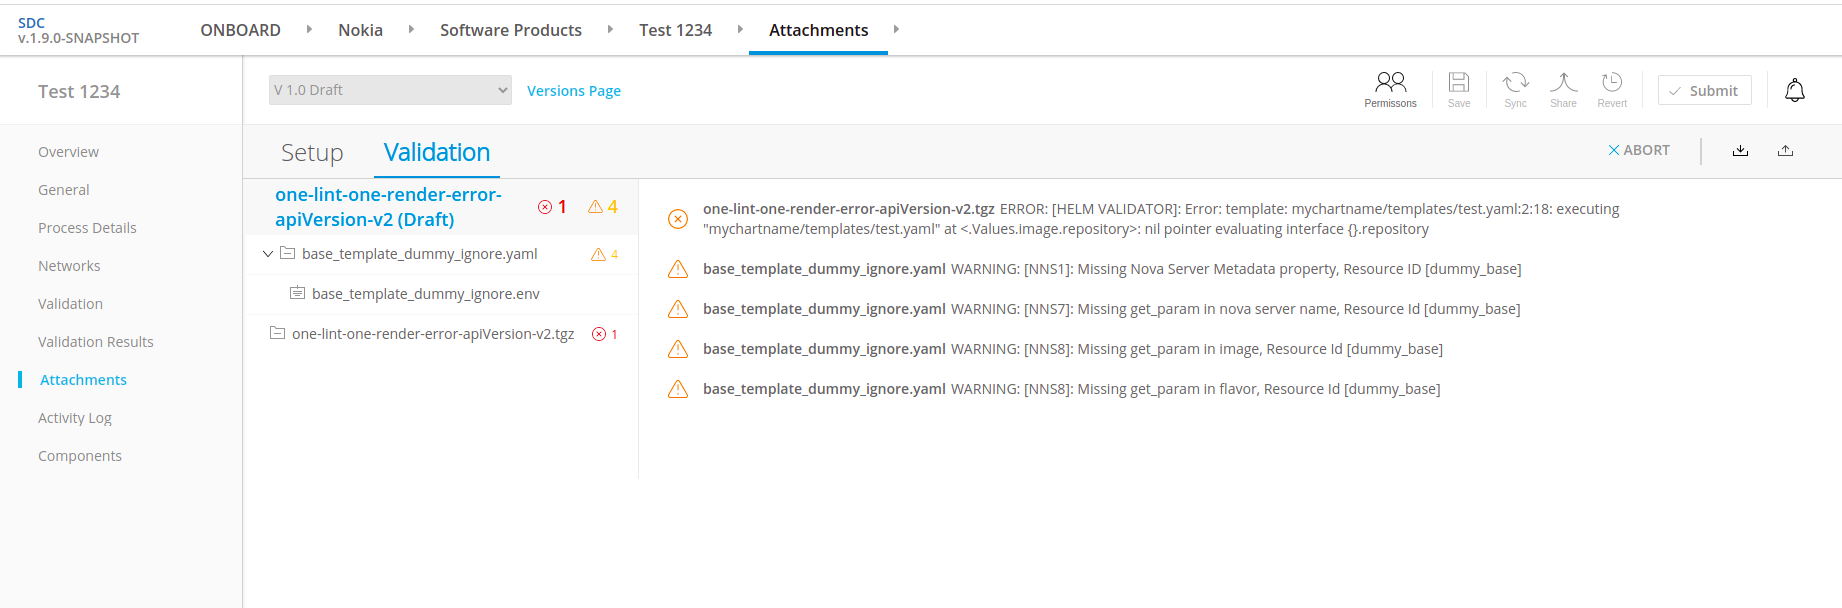 SDC
v.1.9.0-SNAPSHOT
ONBOARD
Nokia
Software Products
Test 1234
Attachments
Test 1234
V 1.0 Draft
Versions Page
Permissons
Save
Sync
Share
Revert
Submit
Overview
General
Process Details
Networks
Validation
Validation Results
Attachments
Activity Log
Components
Setup
Validation
ABORT
one-lint-one-render-error-
apiVersion-v2 (Draft)
1
4
base_template_dummy_ignore.yaml
4
base_template_dummy_ignore.env
one-lint-one-render-error-apiVersion-v2.tgz
1
one-lint-one-render-error-apiVersion-v2.tgz ERROR: [HELM VALIDATOR]: Error: template: mychartname/templates/test.yaml:2:18: executing
"mychartname/templates/test.yaml" at <.Values.image.repository>: nil pointer evaluating interface {}.repository
base_template_dummy_ignore.yaml WARNING: [NNS1]: Missing Nova Server Metadata property, Resource ID [dummy_base]
base_template_dummy_ignore.yaml WARNING: [NNS7]: Missing get_param in nova server name, Resource Id [dummy_base]
base_template_dummy_ignore.yaml WARNING: [NNS8]: Missing get_param in image, Resource Id [dummy_base]
base_template_dummy_ignore.yaml WARNING: [NNS8]: Missing get_param in flavor, Resource Id [dummy_base]